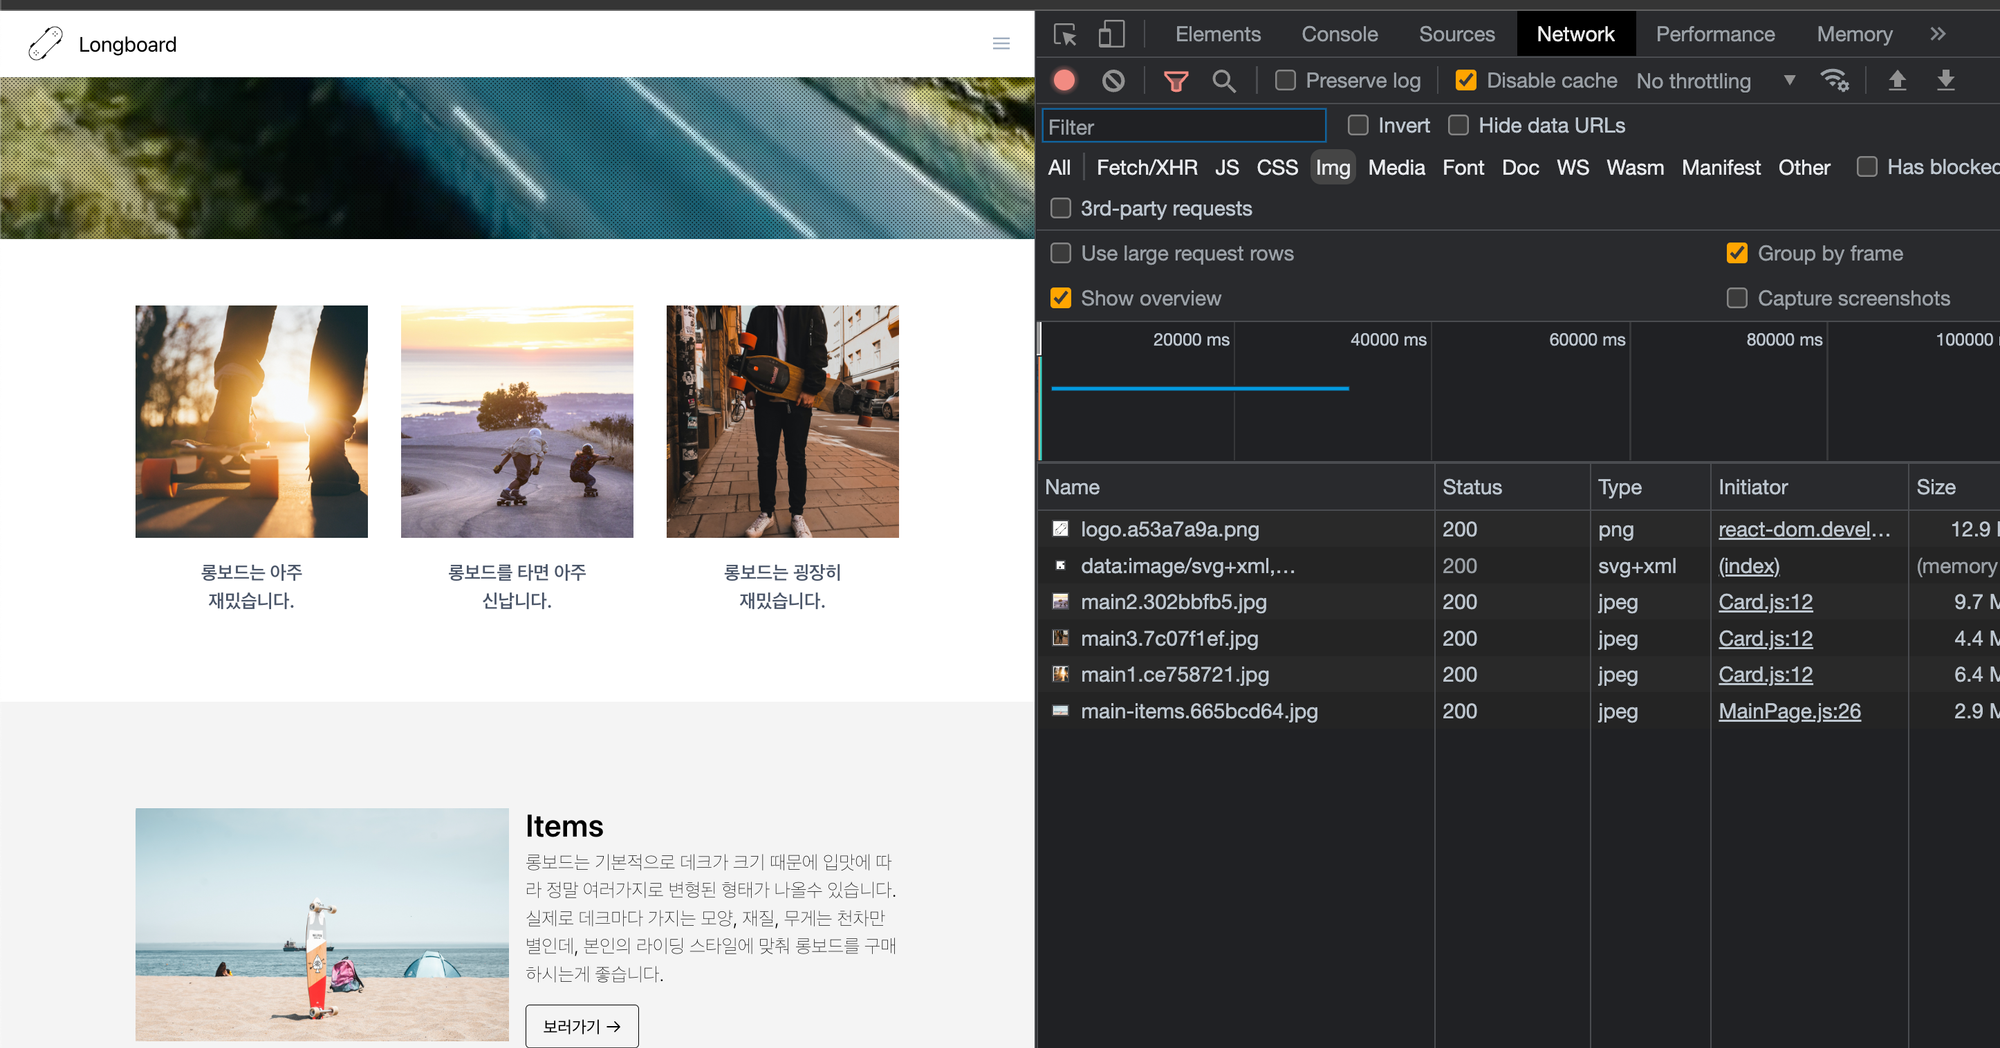 Longboard
롱보드는 아주
재밌습니다.
롱보드를 타면 아주
신납니다.
롱보드는 굉장히
재밌습니다.
Items
롱보드는 기본적으로 데크가 크기 때문에 입맛에 따
라 정말 여러가지로 변형된 형태가 나올수 있습니다.
실제로 데크마다 가지는 모양, 재질, 무게는 천차만
별인데, 본인의 라이딩 스타일에 맞춰 롱보드를 구매
하시는게 좋습니다.
보러가기 →
Elements Console Sources Network Performance Memory »
Preserve log Disable cache No throttling
Filter Invert Hide data URLs
All Fetch/XHR JS CSS Img Media Font Doc WS Wasm Manifest Other Has blocked
3rd-party requests
Use large request rows Group by frame
Show overview Capture screenshots
20000 ms 40000 ms 60000 ms 80000 ms 100000
Name Status Type Initiator Size
logo.a53a7a9a.png 200 png react-dom.devel… 12.9
data:image/svg+xml,… 200 svg+xml (index) (memory
main2.302bbfb5.jpg 200 jpeg Card.js:12 9.7 M
main3.7c07f1ef.jpg 200 jpeg Card.js:12 4.4 M
main1.ce758721.jpg 200 jpeg Card.js:12 6.4 M
main-items.665bcd64.jpg 200 jpeg MainPage.js:26 2.9 M